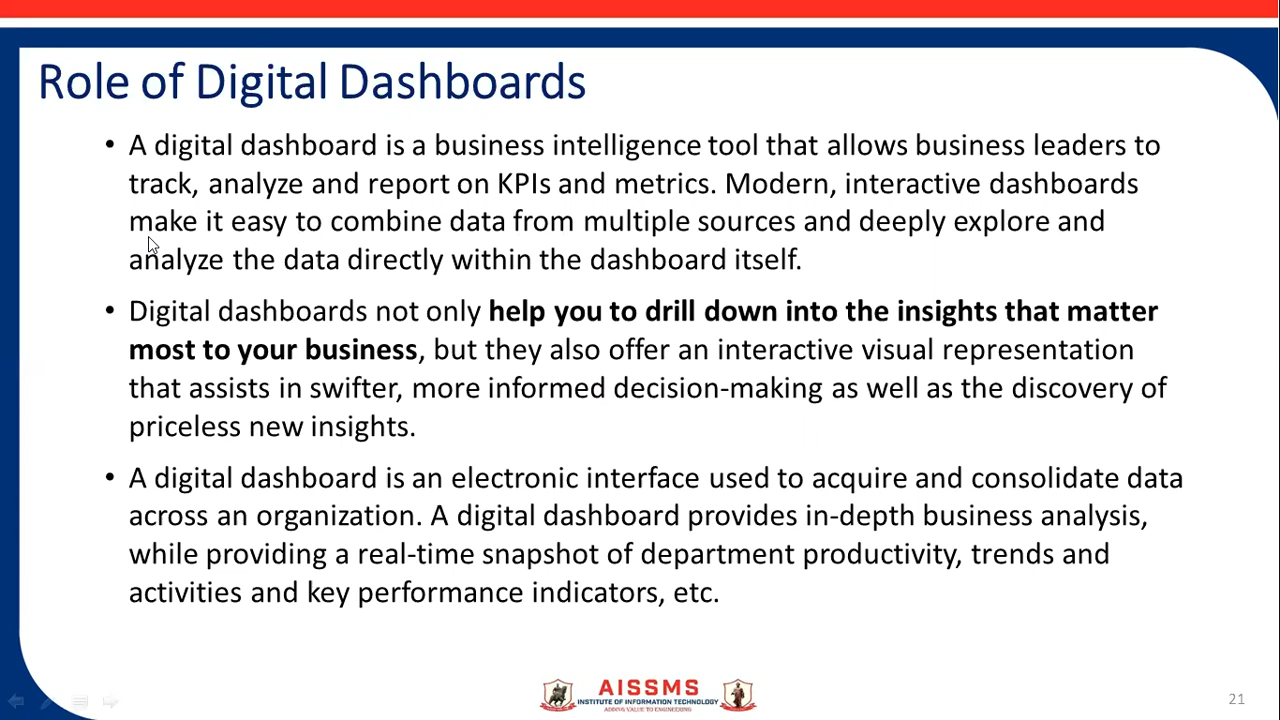 Role of Digital Dashboards
• A digital dashboard is a business intelligence tool that allows business leaders to
track, analyze and report on KPIs and metrics. Modern, interactive dashboards
make it easy to combine data from multiple sources and deeply explore and
analyze the data directly within the dashboard itself.
• Digital dashboards not only help you to drill down into the insights that matter
most to your business, but they also offer an interactive visual representation
that assists in swifter, more informed decision-making as well as the discovery of
priceless new insights.
• A digital dashboard is an electronic interface used to acquire and consolidate data
across an organization. A digital dashboard provides in-depth business analysis,
while providing a real-time snapshot of department productivity, trends and
activities and key performance indicators, etc.
AISSMS
INSTITUTE OF INFORMATION TECHNOLOGY
ADDING VALUE TO ENGINEERING
21